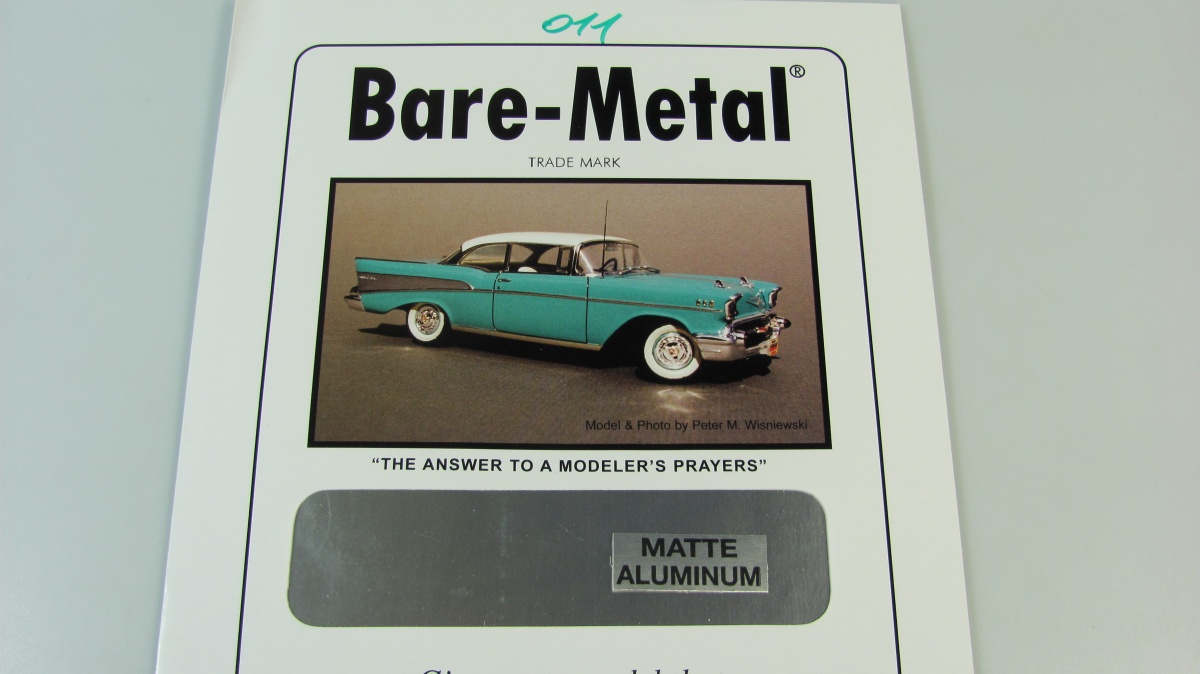 011
Bare-Metal®
TRADE MARK
Model & Photo by Peter M. Wisniewski
“THE ANSWER TO A MODELER’S PRAYERS”
MATTE
ALUMINUM